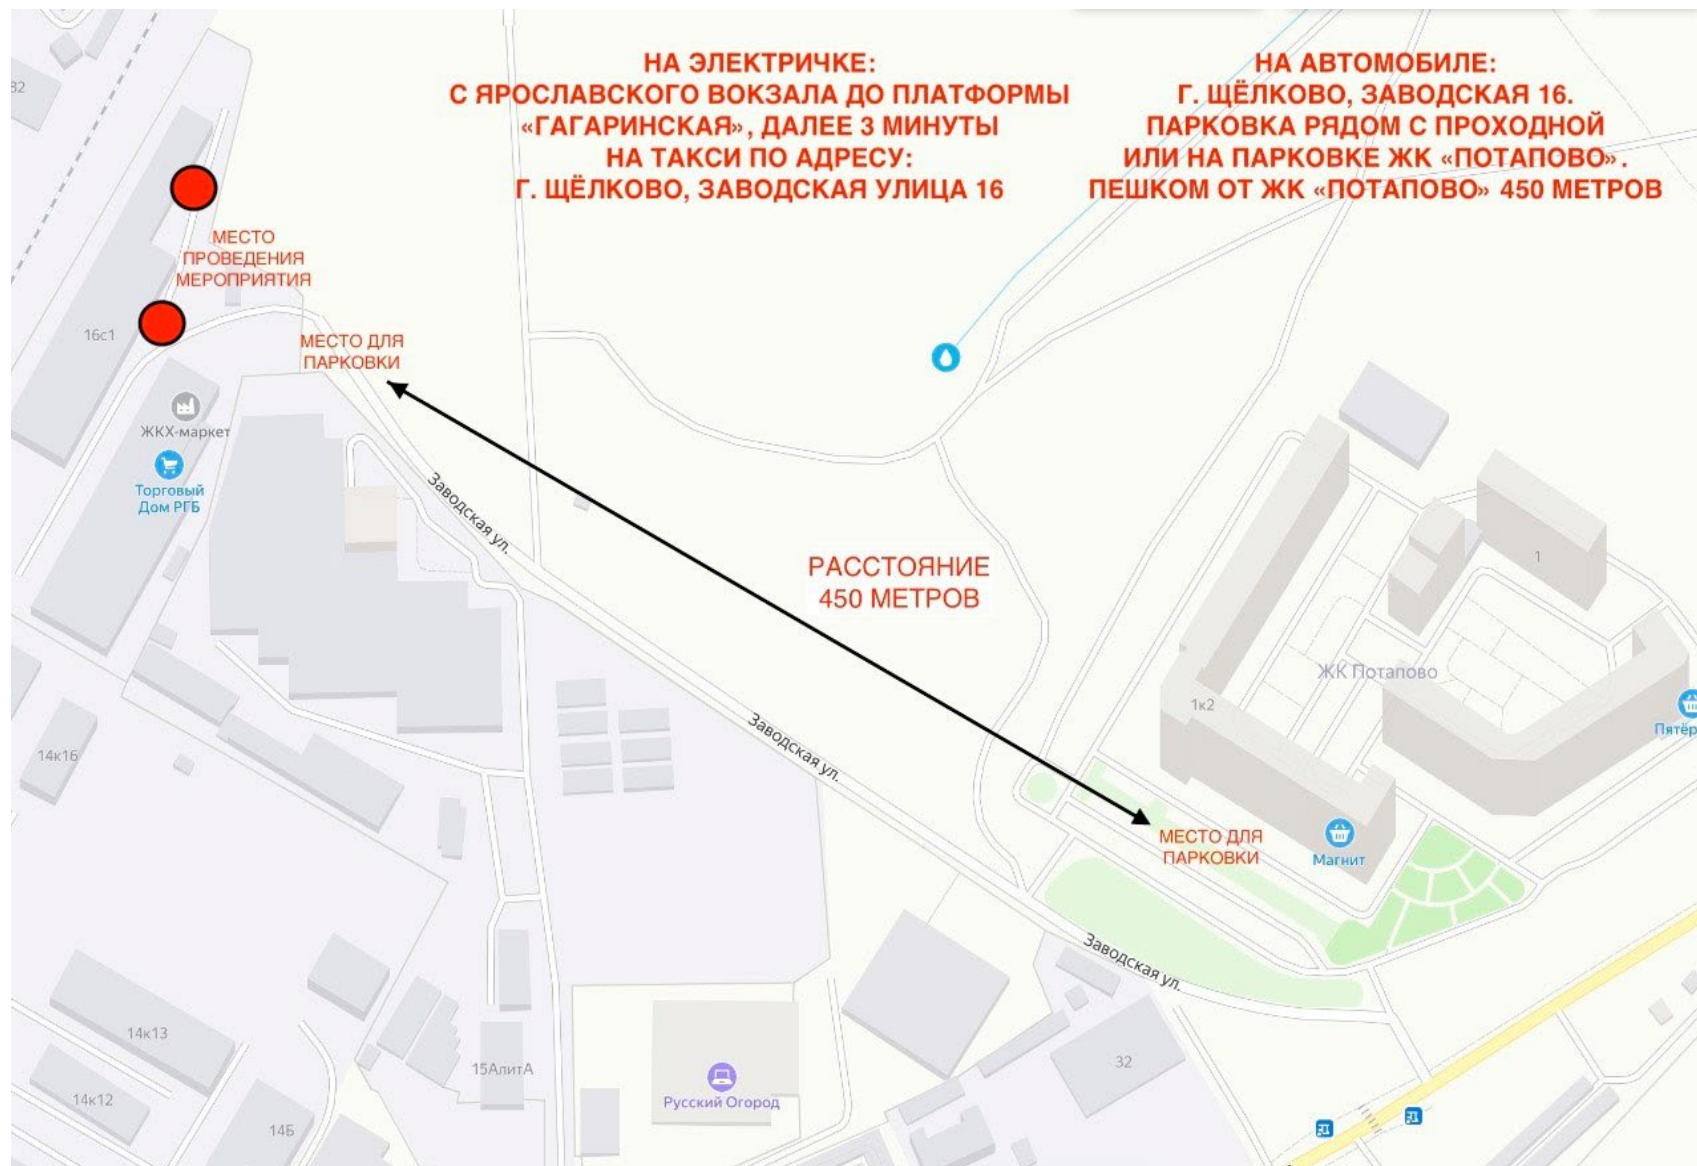 НА ЭЛЕКТРИЧКЕ:
С ЯРОСЛАВСКОГО ВОКЗАЛА ДО ПЛАТФОРМЫ
«ГАГАРИНСКАЯ», ДАЛЕЕ 3 МИНУТЫ
НА ТАКСИ ПО АДРЕСУ:
Г. ЩЁЛКОВО, ЗАВОДСКАЯ УЛИЦА 16
НА АВТОМОБИЛЕ:
Г. ЩЁЛКОВО, ЗАВОДСКАЯ 16.
ПАРКОВКА РЯДОМ С ПРОХОДНОЙ
ИЛИ НА ПАРКОВКЕ ЖК «ПОТАПОВО».
ПЕШКОМ ОТ ЖК «ПОТАПОВО» 450 МЕТРОВ
32
МЕСТО
ПРОВЕДЕНИЯ
МЕРОПРИЯТИЯ
16с1
МЕСТО ДЛЯ
ПАРКОВКИ
ЖКХ-маркет
Торговый
Дом РГБ
Заводская ул.
РАССТОЯНИЕ
450 МЕТРОВ
1
ЖК Потапово
1к2
Пятёр
Заводская ул.
14к16
МЕСТО ДЛЯ
ПАРКОВКИ
Магнит
Заводская ул.
14к13
15АлитА
32
Русский Огород
14к12
14Б